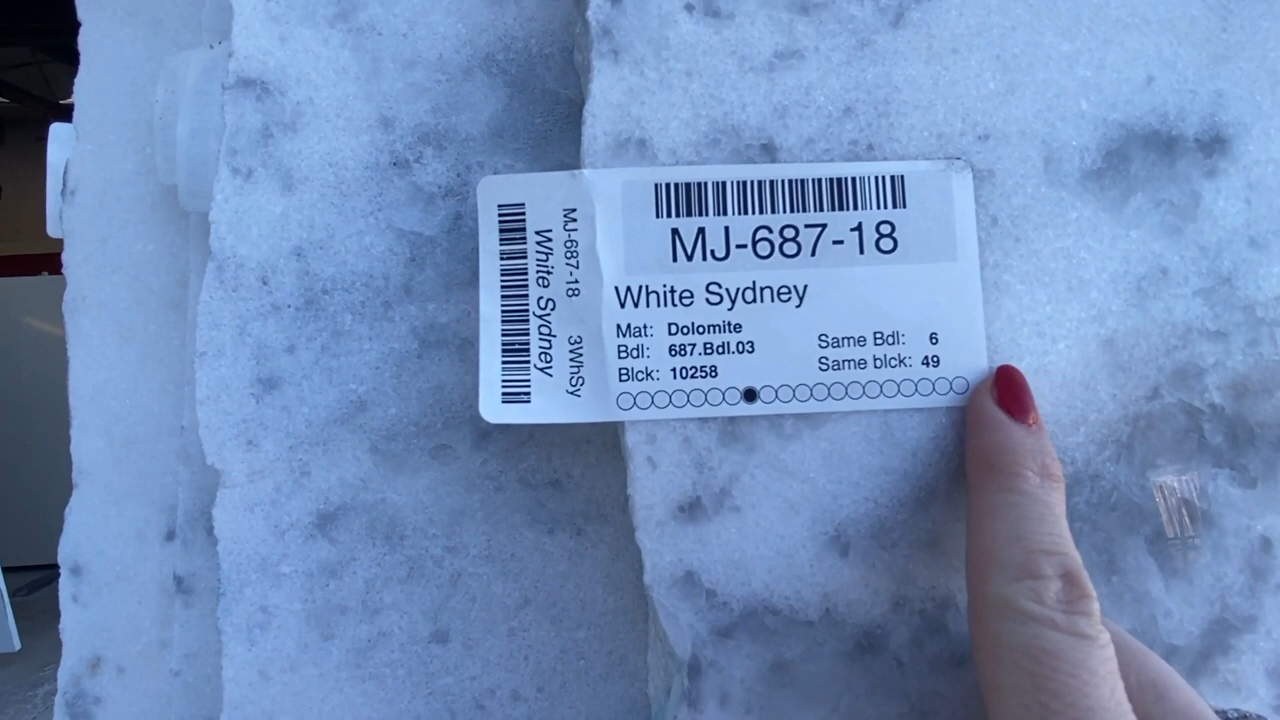 MJ-687-18 3WhSy
White Sydney
MJ-687-18
White Sydney
Mat: Dolomite
Bdl: 687.Bdl.03 Same Bdl: 6
Blck: 10258 Same blck: 49